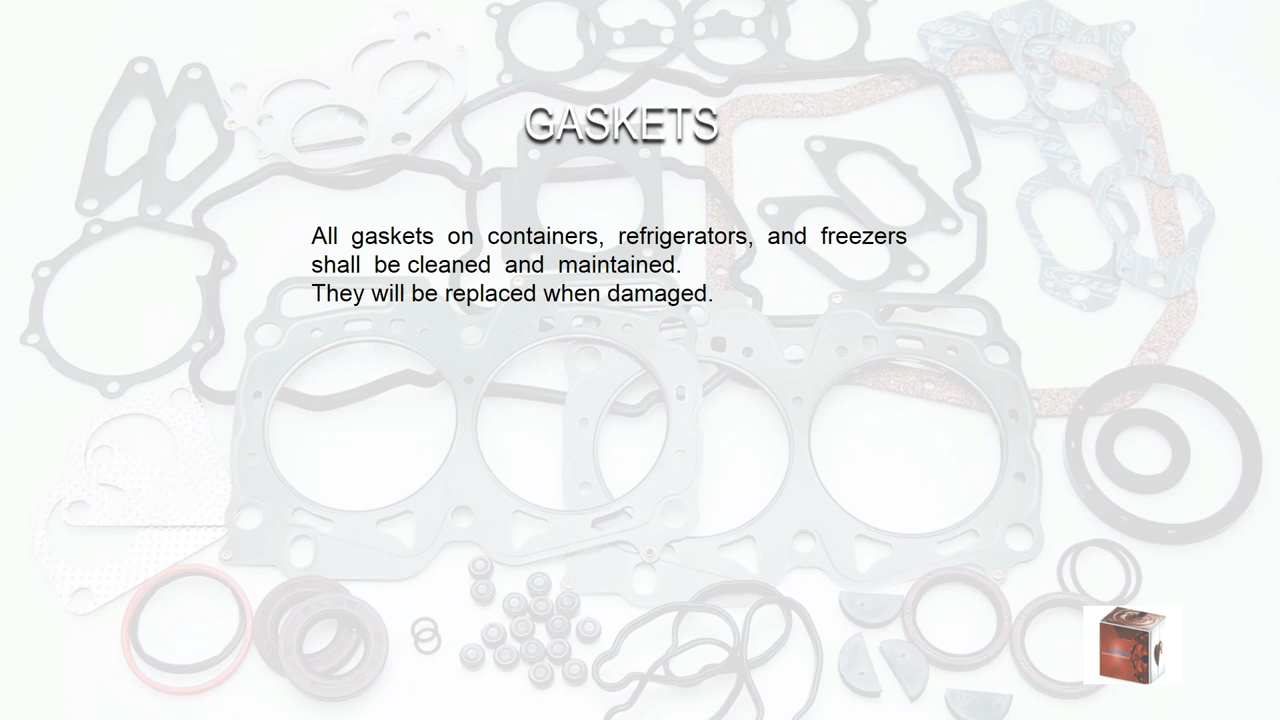 GASKETS
All gaskets on containers, refrigerators, and freezers
shall be cleaned and maintained.
They will be replaced when damaged.